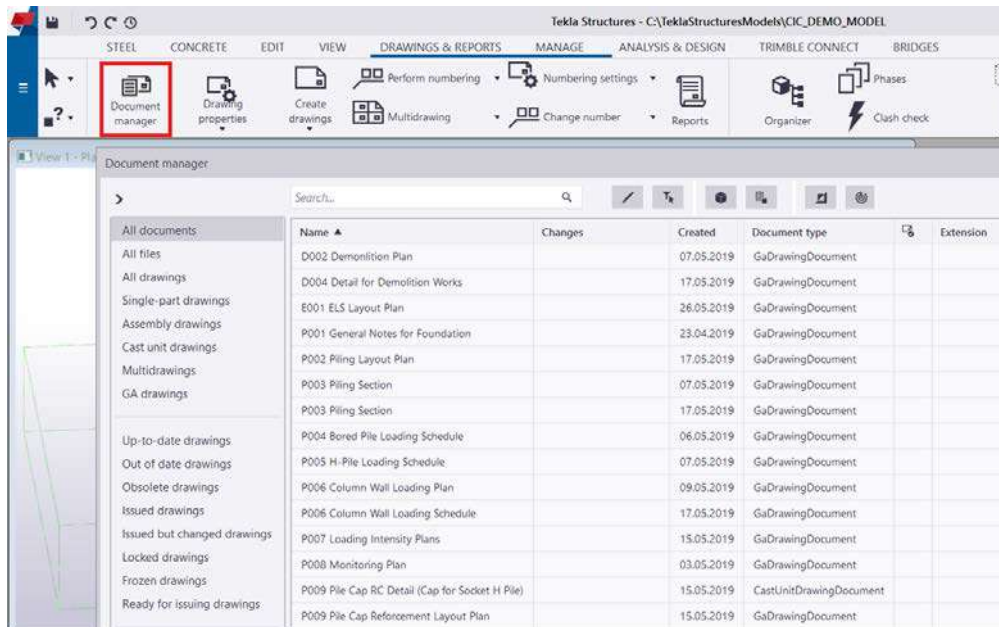 Tekla Structures - C:\TeklaStructuresModels\CIC_DEMO_MODEL
STEEL CONCRETE EDIT VIEW DRAWINGS & REPORTS MANAGE ANALYSIS & DESIGN TRIMBLE CONNECT BRIDGES
Document manager
Drawing properties
Create drawings
Perform numbering
Multidrawing
Numbering settings
Change number
Reports
Organizer
Phases
Clash check
View 1 - Pla
Document manager
Search...
All documents
All files
All drawings
Single-part drawings
Assembly drawings
Cast unit drawings
Multidrawings
GA drawings
Up-to-date drawings
Out of date drawings
Obsolete drawings
Issued drawings
Issued but changed drawings
Locked drawings
Frozen drawings
Ready for issuing drawings
Name Changes Created Document type Extension
D002 Demonlition Plan 07.05.2019 GaDrawingDocument
D004 Detail for Demolition Works 17.05.2019 GaDrawingDocument
E001 ELS Layout Plan 26.05.2019 GaDrawingDocument
P001 General Notes for Foundation 23.04.2019 GaDrawingDocument
P002 Piling Layout Plan 17.05.2019 GaDrawingDocument
P003 Piling Section 07.05.2019 GaDrawingDocument
P003 Piling Section 17.05.2019 GaDrawingDocument
P004 Bored Pile Loading Schedule 06.05.2019 GaDrawingDocument
P005 H-Pile Loading Schedule 07.05.2019 GaDrawingDocument
P006 Column Wall Loading Plan 09.05.2019 GaDrawingDocument
P006 Column Wall Loading Schedule 17.05.2019 GaDrawingDocument
P007 Loading Intensity Plans 15.05.2019 GaDrawingDocument
P008 Monitoring Plan 03.05.2019 GaDrawingDocument
P009 Pile Cap RC Detail (Cap for Socket H Pile) 15.05.2019 CastUnitDrawingDocument
P009 Pile Cap Reforcement Layout Plan 15.05.2019 GaDrawingDocument